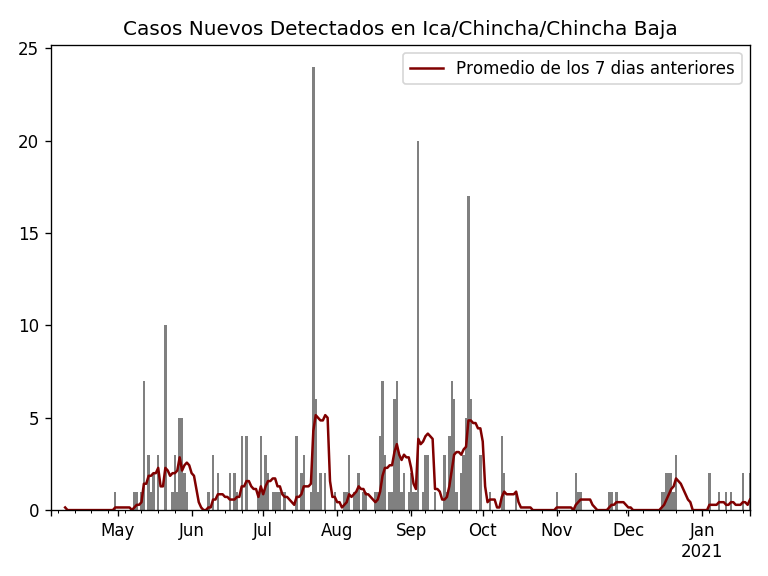 Casos Nuevos Detectados en Ica/Chincha/Chincha Baja
Promedio de los 7 dias anteriores
25
20
15
10
5
0
May Jun Jul Aug Sep Oct Nov Dec Jan
2021